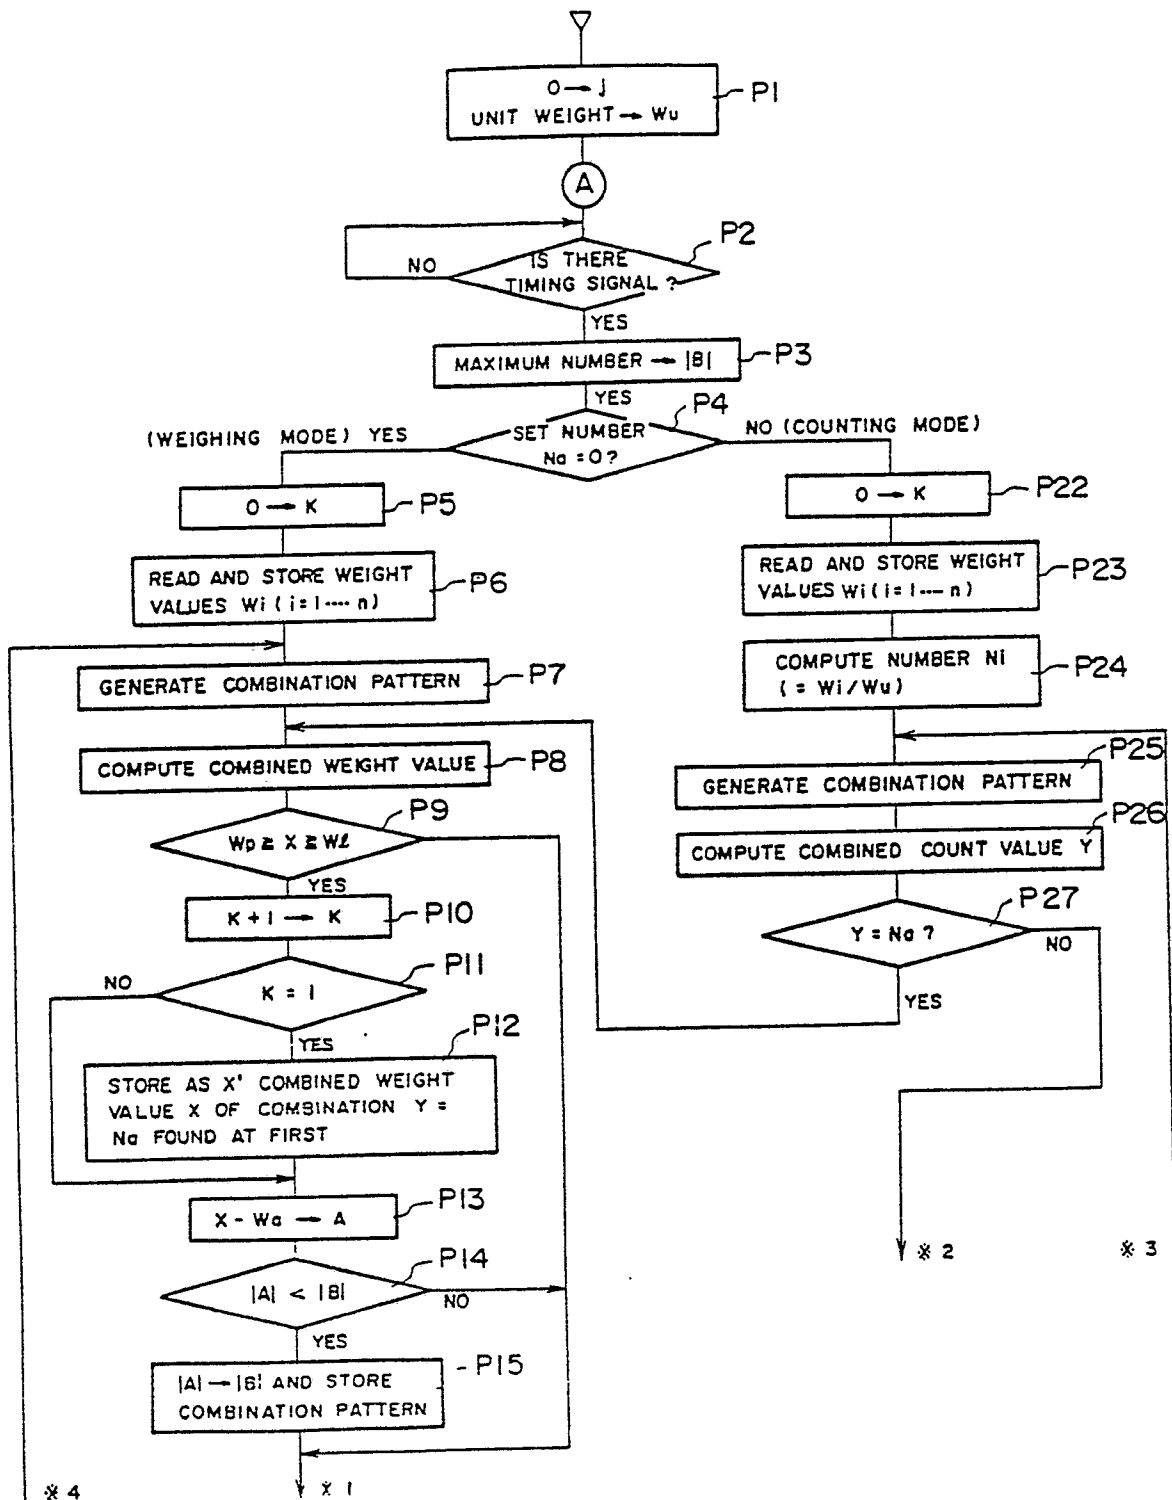 0 → j
UNIT WEIGHT → Wu
P1
A
P2
IS THERE
TIMING SIGNAL ?
NO
YES
MAXIMUM NUMBER → |B|
P3
YES
P4
(WEIGHING MODE) YES
SET NUMBER
Na = 0?
NO (COUNTING MODE)
0 → K
P5
0 → K
P22
READ AND STORE WEIGHT
VALUES Wi ( i = 1 ---- n )
P6
READ AND STORE WEIGHT
VALUES Wi ( i = 1 --- n )
P23
COMPUTE NUMBER Ni
( = Wi/Wu)
P24
GENERATE COMBINATION PATTERN
P7
COMPUTE COMBINED WEIGHT VALUE
P8
GENERATE COMBINATION PATTERN
P25
COMPUTE COMBINED COUNT VALUE Y
P26
Wp ≧ X ≧ Wℓ
P9
YES
K + 1 → K
P10
Y = Na ?
P27
NO
YES
K = 1
P11
NO
YES
P12
STORE AS X' COMBINED WEIGHT
VALUE X OF COMBINATION Y =
Na FOUND AT FIRST
X - Wa → A
P13
|A| < |B|
P14
NO
YES
|A| → |B| AND STORE
COMBINATION PATTERN
P15
※ 2
※ 3
※ 4
※ 1